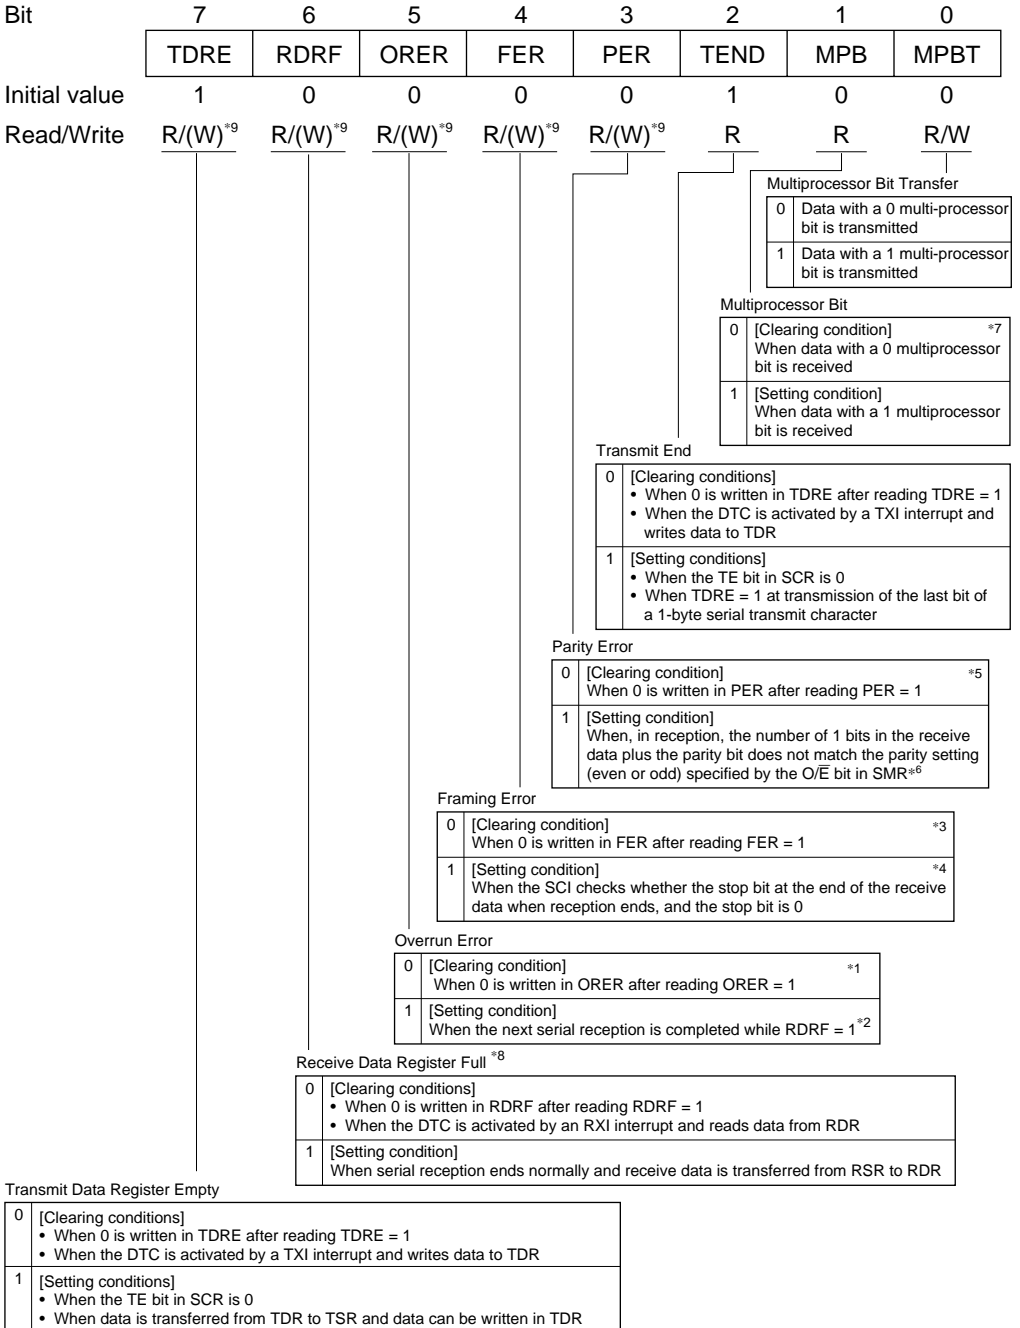 Bit 7 6 5 4 3 2 1 0
TDRE RDRF ORER FER PER TEND MPB MPBT
Initial value 1 0 0 0 0 1 0 0
Read/Write R/(W)*9 R/(W)*9 R/(W)*9 R/(W)*9 R/(W)*9 R R R/W
Multiprocessor Bit Transfer
0 Data with a 0 multi-processor
bit is transmitted
1 Data with a 1 multi-processor
bit is transmitted
Multiprocessor Bit
0 [Clearing condition] *7
When data with a 0 multiprocessor
bit is received
1 [Setting condition]
When data with a 1 multiprocessor
bit is received
Transmit End
0 [Clearing conditions]
• When 0 is written in TDRE after reading TDRE = 1
• When the DTC is activated by a TXI interrupt and
writes data to TDR
1 [Setting conditions]
• When the TE bit in SCR is 0
• When TDRE = 1 at transmission of the last bit of
a 1-byte serial transmit character
Parity Error
0 [Clearing condition] *5
When 0 is written in PER after reading PER = 1
1 [Setting condition]
When, in reception, the number of 1 bits in the receive
data plus the parity bit does not match the parity setting
(even or odd) specified by the O/E̅ bit in SMR*6
Framing Error
0 [Clearing condition] *3
When 0 is written in FER after reading FER = 1
1 [Setting condition] *4
When the SCI checks whether the stop bit at the end of the receive
data when reception ends, and the stop bit is 0
Overrun Error
0 [Clearing condition] *1
When 0 is written in ORER after reading ORER = 1
1 [Setting condition]
When the next serial reception is completed while RDRF = 1*2
Receive Data Register Full *8
0 [Clearing conditions]
• When 0 is written in RDRF after reading RDRF = 1
• When the DTC is activated by an RXI interrupt and reads data from RDR
1 [Setting condition]
When serial reception ends normally and receive data is transferred from RSR to RDR
Transmit Data Register Empty
0 [Clearing conditions]
• When 0 is written in TDRE after reading TDRE = 1
• When the DTC is activated by a TXI interrupt and writes data to TDR
1 [Setting conditions]
• When the TE bit in SCR is 0
• When data is transferred from TDR to TSR and data can be written in TDR